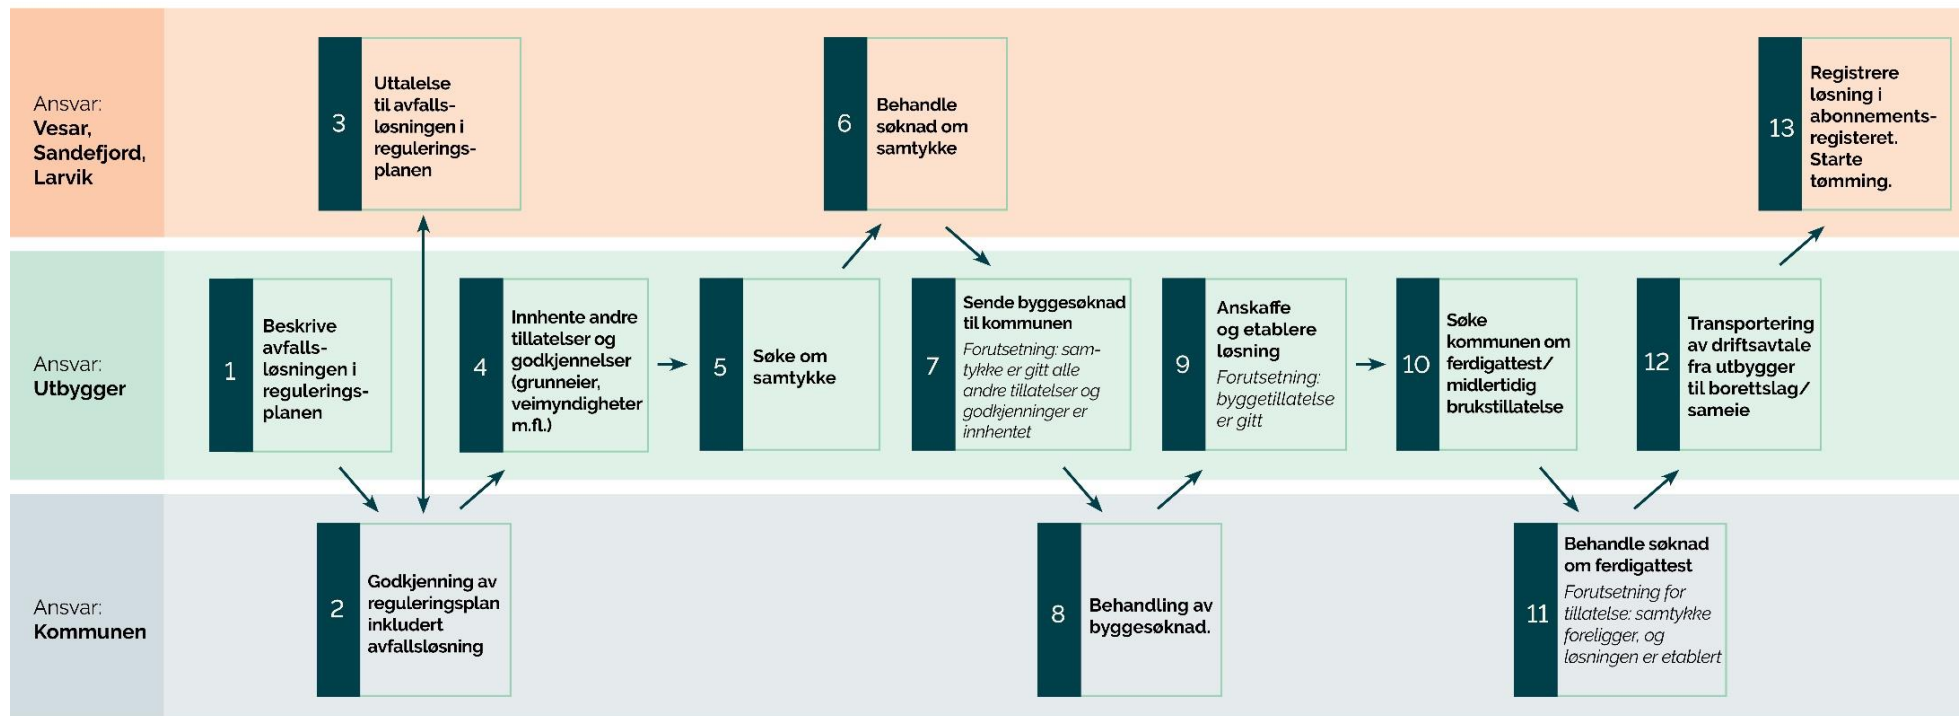 Ansvar:
Vesar,
Sandefjord,
Larvik
3
Uttalelse
til avfalls-
løsningen i
regulerings-
planen
6
Behandle
søknad om
samtykke
13
Registrere
løsning i
abonnements-
registeret.
Starte
tømming.
Ansvar:
Utbygger
1
Beskrive
avfalls-
løsningen i
regulerings-
planen
4
Innhente andre
tillatelser og
godkjennelser
(grunneier,
veimyndigheter
m.fl.)
5
Søke om
samtykke
7
Sende byggesøknad
til kommunen
Forutsetning: sam-
tykke er gitt alle
andre tillatelser og
godkjenninger er
innhentet
9
Anskaffe
og etablere
løsning
Forutsetning:
byggetillatelse
er gitt
10
Søke
kommunen om
ferdigattest/
midlertidig
brukstillatelse
12
Transportering
av driftsavtale
fra utbygger
til borettslag/
sameie
Ansvar:
Kommunen
2
Godkjenning av
reguleringsplan
inkludert
avfallsløsning
8
Behandling av
byggesøknad.
11
Behandle søknad
om ferdigattest
Forutsetning for
tillatelse: samtykke
foreligger, og
løsningen er etablert